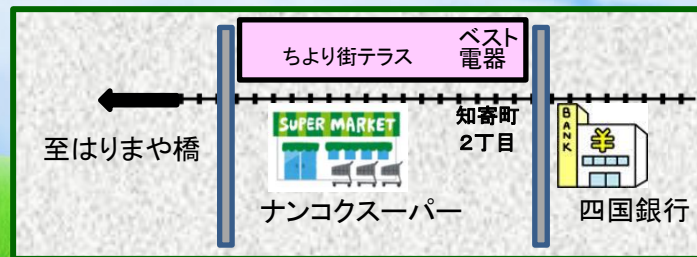 ちより街テラス
ベスト
電器
至はりまや橋
SUPER MARKET
知寄町
2丁目
BANK
¥
ナンコクスーパー
四国銀行